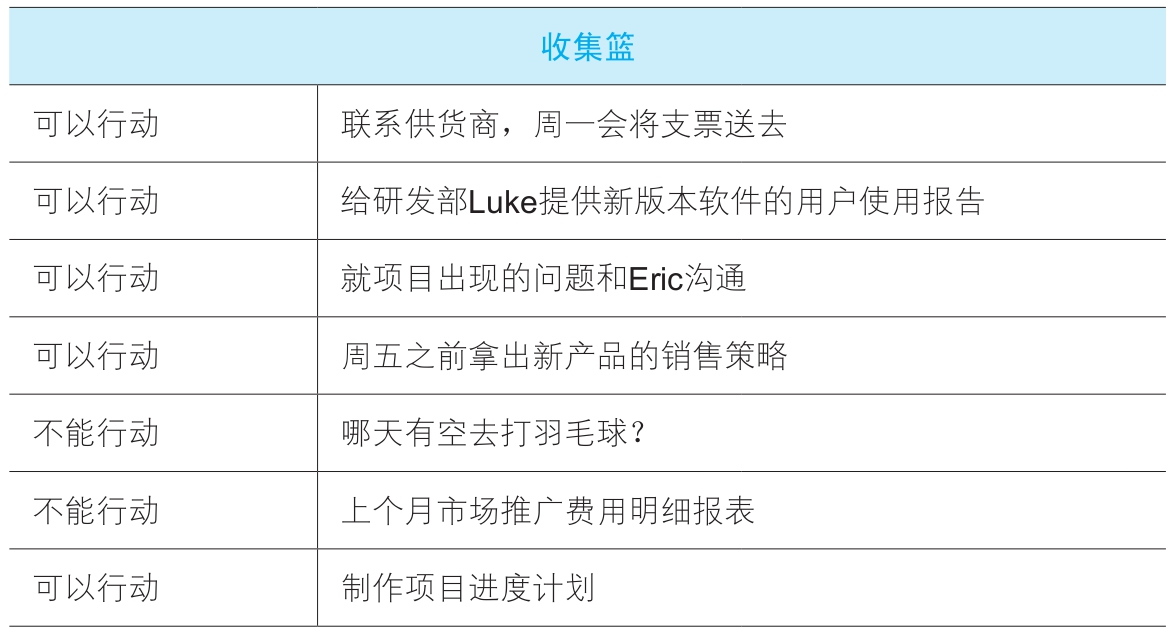 收集篮
可以行动 联系供货商，周一会将支票送去
可以行动 给研发部Luke提供新版本软件的用户使用报告
可以行动 就项目出现的问题和Eric沟通
可以行动 周五之前拿出新产品的销售策略
不能行动 哪天有空去打羽毛球？
不能行动 上个月市场推广费用明细报表
可以行动 制作项目进度计划